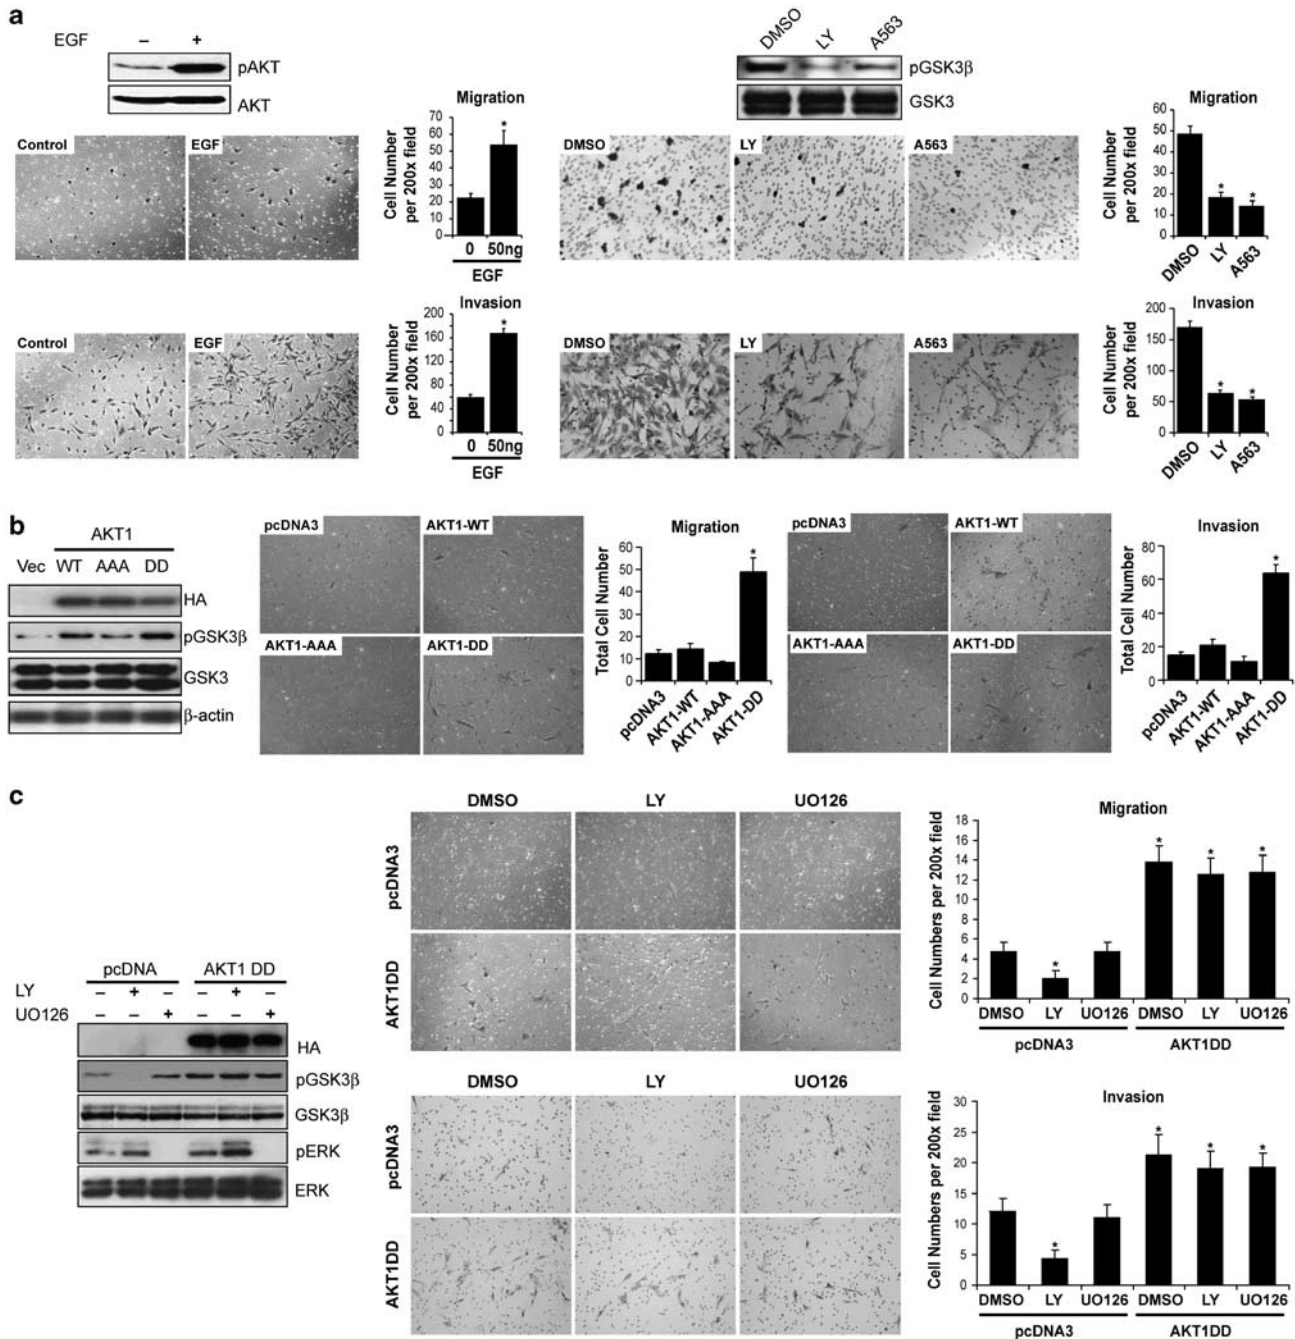 a
EGF – +
pAKT
AKT
Control
EGF
Migration
Cell Number
per 200x field
70
60
50
40
30
20
10
0
*
0 50ng
EGF
DMSO LY A563
pGSK3β
GSK3
DMSO
LY
A563
Migration
Cell Number
per 200x field
60
50
40
30
20
10
0
* *
DMSO LY A563
Control
EGF
Invasion
Cell Number
per 200x field
200
160
120
80
40
0
*
0 50ng
EGF
DMSO
LY
A563
Invasion
Cell Number
per 200x field
200
150
100
50
0
* *
DMSO LY A563
b
AKT1
Vec WT AAA DD
HA
pGSK3β
GSK3
β-actin
pcDNA3
AKT1-WT
AKT1-AAA
AKT1-DD
Migration
Total Cell Number
60
50
40
30
20
10
0
*
pcDNA3 AKT1-WT AKT1-AAA AKT1-DD
pcDNA3
AKT1-WT
AKT1-AAA
AKT1-DD
Invasion
Total Cell Number
80
60
40
20
0
*
pcDNA3 AKT1-WT AKT1-AAA AKT1-DD
c
pcDNA AKT1 DD
LY – + – – + –
UO126 – – + – – +
HA
pGSK3β
GSK3β
pERK
ERK
DMSO LY UO126
pcDNA3
AKT1DD
Migration
Cell Numbers per 200x field
18
16
14
12
10
8
6
4
2
0
* * * *
DMSO LY UO126 DMSO LY UO126
pcDNA3 AKT1DD
DMSO LY UO126
pcDNA3
AKT1DD
Invasion
Cell Numbers per 200x field
30
25
20
15
10
5
0
* * * *
DMSO LY UO126 DMSO LY UO126
pcDNA3 AKT1DD